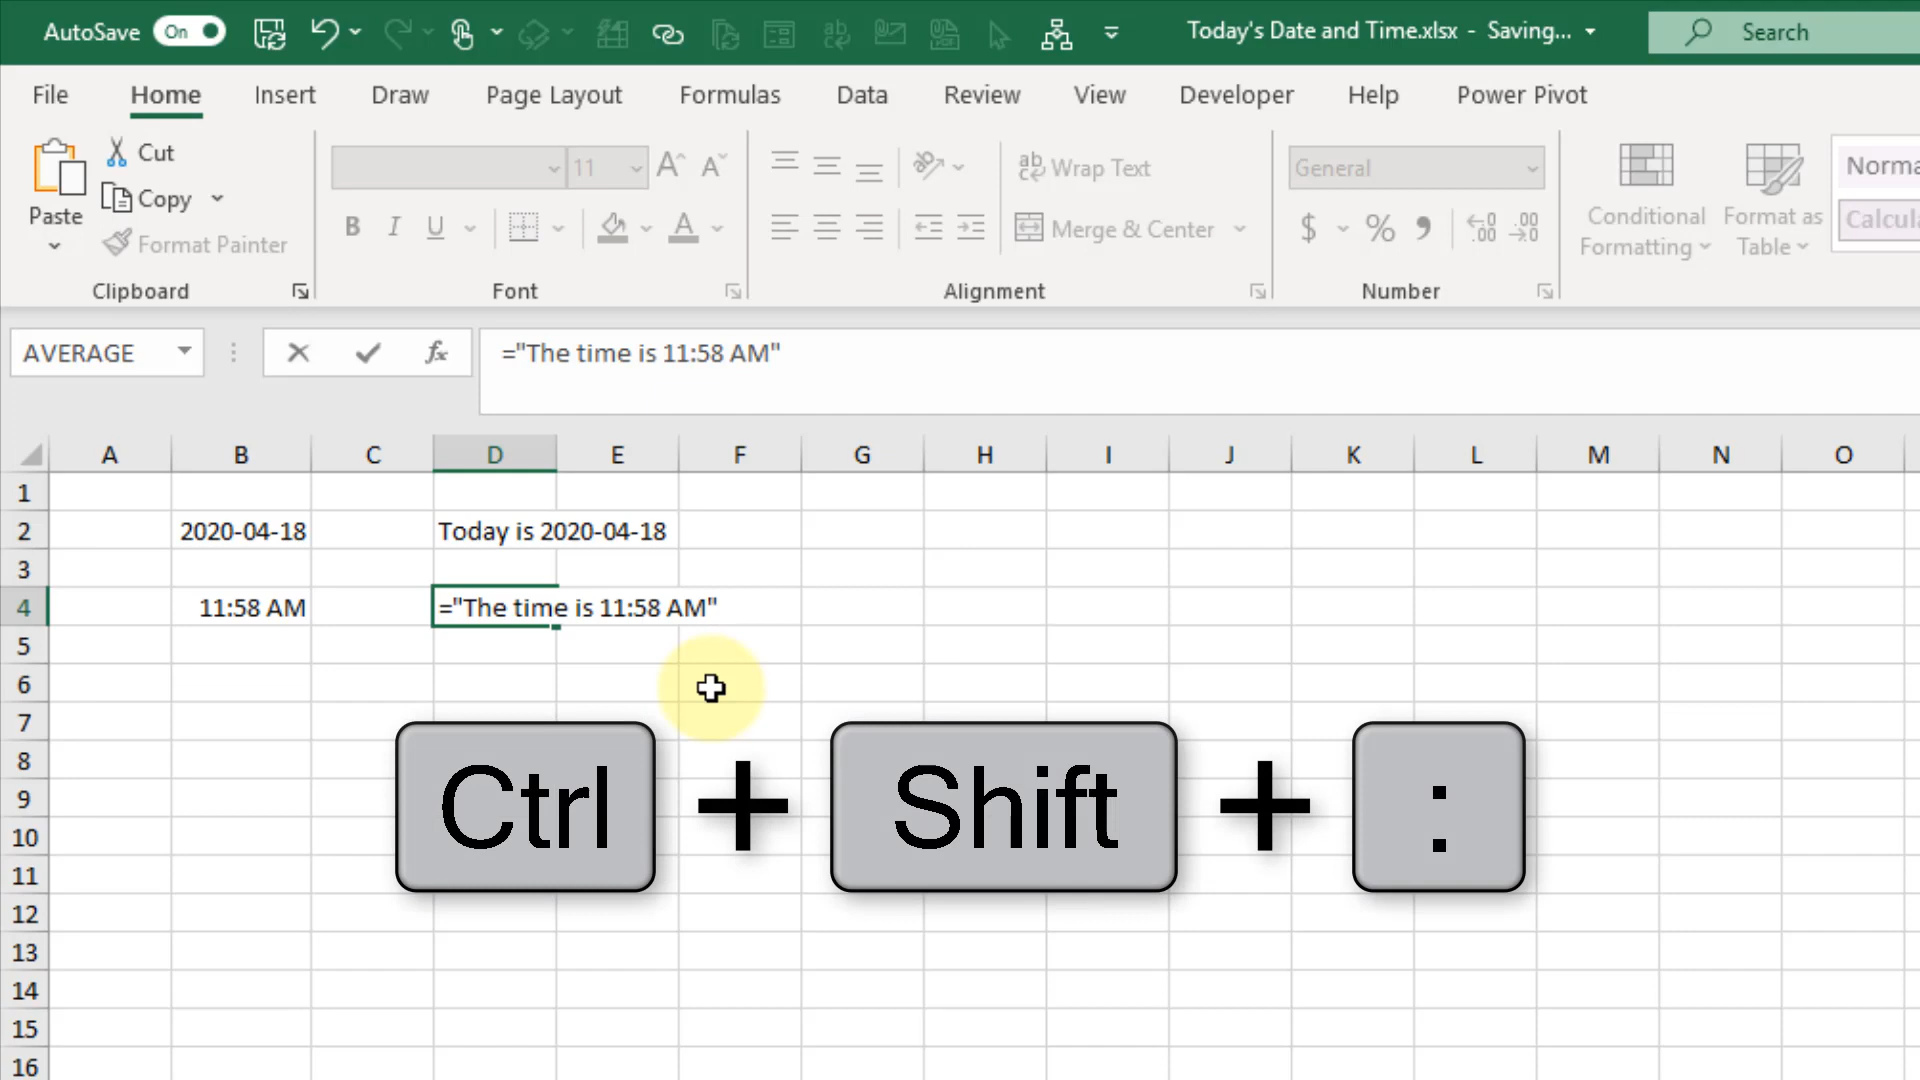 AutoSave On Today's Date and Time.xlsx - Saving... Search
File Home Insert Draw Page Layout Formulas Data Review View Developer Help Power Pivot
Paste
Cut
Copy
Format Painter
Clipboard
11
B I U
Font
Wrap Text
Merge & Center
Alignment
General
$ % ,
Number
Conditional
Formatting
Format as
Table
AVERAGE fx ="The time is 11:58 AM"
A B C D E F G H I J K L M N O
1
2 2020-04-18 Today is 2020-04-18
3
4 11:58 AM ="The time is 11:58 AM"
5
6
7
8
9
10
11
12
13
14
15
16
Ctrl + Shift + :